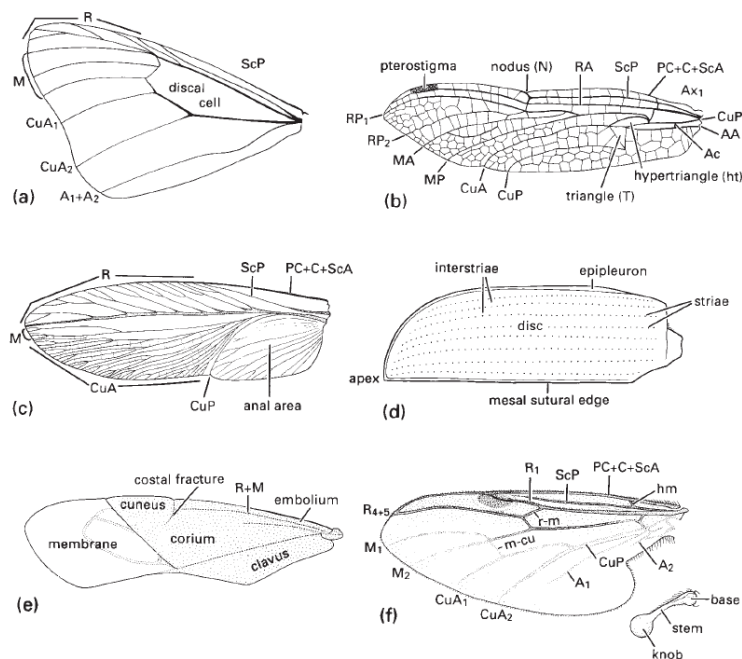 R
ScP
M
discal
cell
CuA1
CuA2
A1+A2
(a)
pterostigma
nodus (N)
RA
ScP
PC+C+ScA
Ax1
RP1
CuP
RP2
AA
MA
Ac
MP
hypertriangle (ht)
CuA
CuP
triangle (T)
(b)
R
ScP
PC+C+ScA
M
CuA
CuP
anal area
(c)
interstriae
epipleuron
striae
disc
apex
mesal sutural edge
(d)
costal fracture
R+M
cuneus
embolium
membrane
corium
clavus
(e)
R1
ScP
PC+C+ScA
hm
R4+5
r-m
m-cu
M1
CuP
A2
M2
A1
CuA1
CuA2
base
stem
knob
(f)